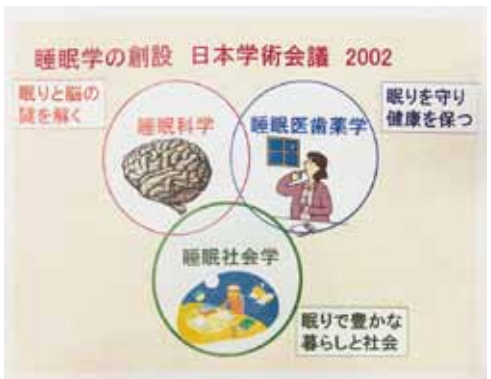 睡眠学の創設 日本学術会議 2002
眠りと脳の
謎を解く
睡眠科学
睡眠医歯薬学
眠りを守り
健康を保つ
睡眠社会学
眠りで豊かな
暮らしと社会